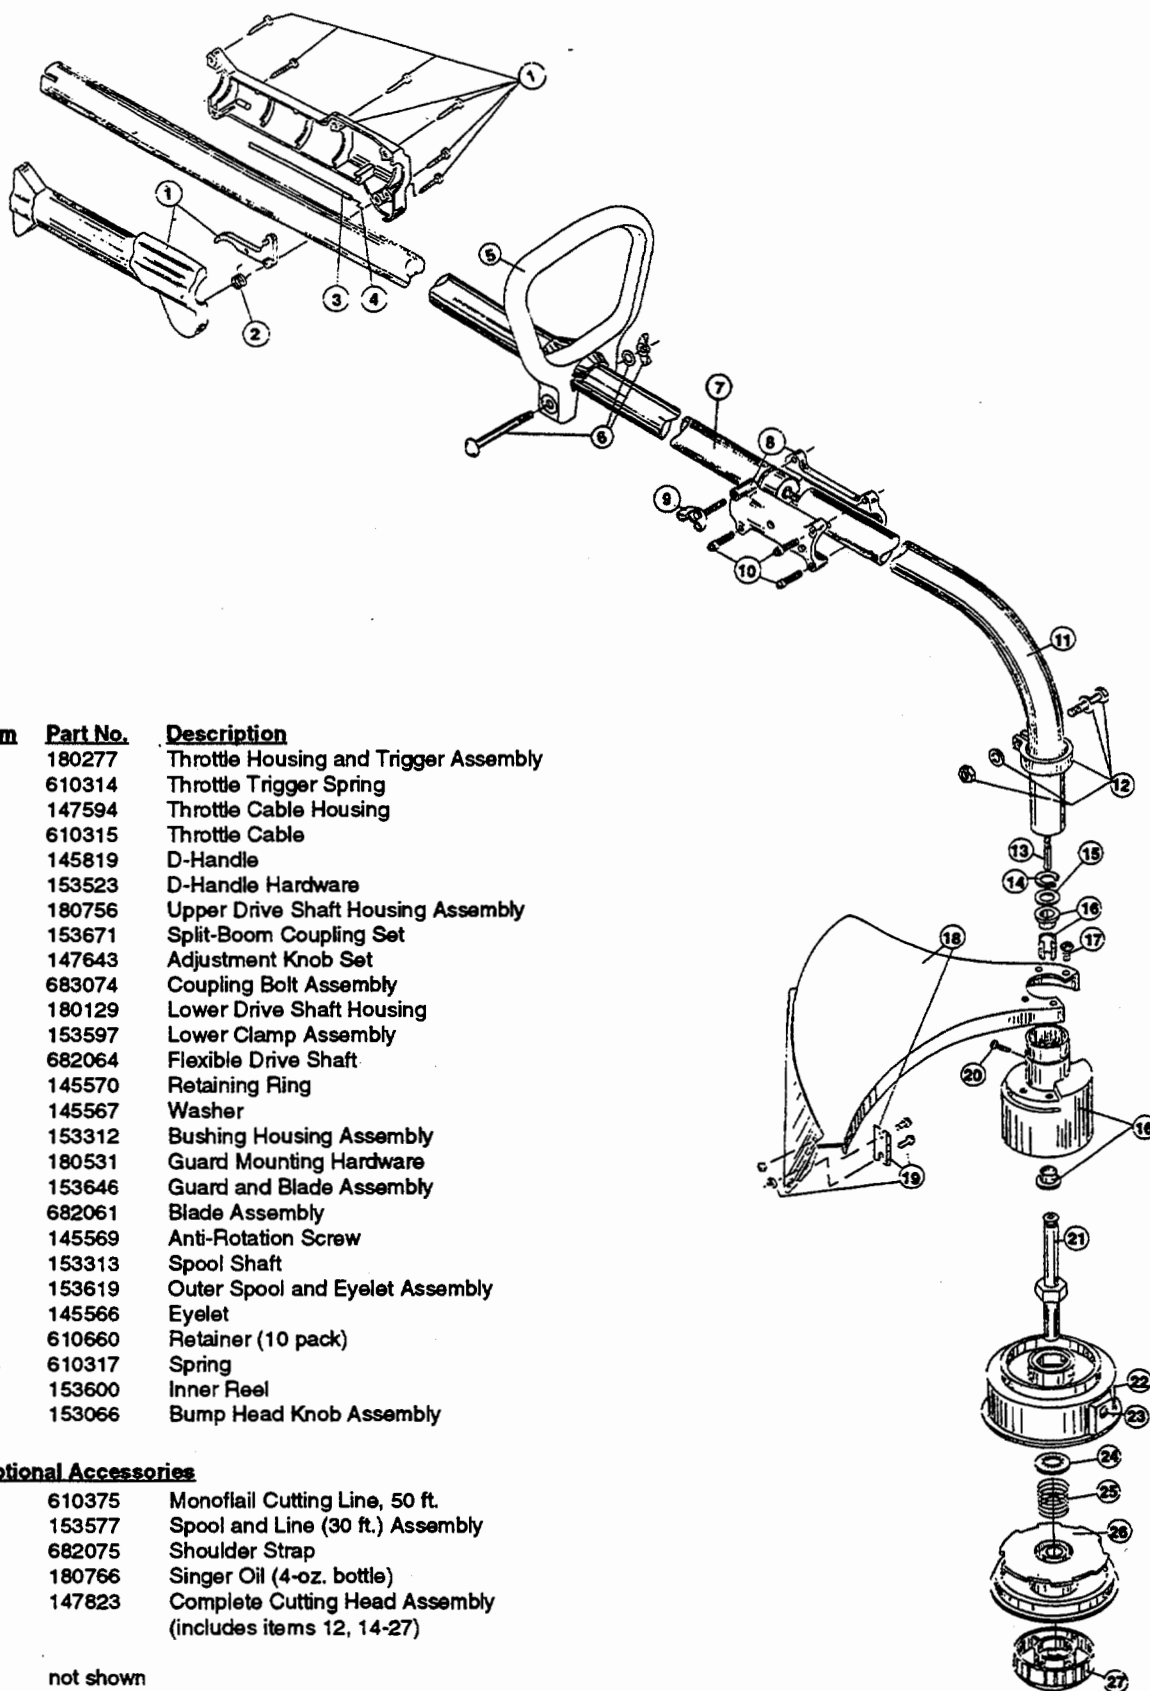 1
1
2
3
4
5
6
7
8
9
10
11
12
13
14
15
16
17
18
20
16
19
21
22
23
24
25
26
27
m Part No. Description
180277 Throttle Housing and Trigger Assembly
610314 Throttle Trigger Spring
147594 Throttle Cable Housing
610315 Throttle Cable
145819 D-Handle
153523 D-Handle Hardware
180756 Upper Drive Shaft Housing Assembly
153671 Split-Boom Coupling Set
147643 Adjustment Knob Set
683074 Coupling Bolt Assembly
180129 Lower Drive Shaft Housing
153597 Lower Clamp Assembly
682064 Flexible Drive Shaft
145570 Retaining Ring
145567 Washer
153312 Bushing Housing Assembly
180531 Guard Mounting Hardware
153646 Guard and Blade Assembly
682061 Blade Assembly
145569 Anti-Rotation Screw
153313 Spool Shaft
153619 Outer Spool and Eyelet Assembly
145566 Eyelet
610660 Retainer (10 pack)
610317 Spring
153600 Inner Reel
153066 Bump Head Knob Assembly
ptional Accessories
610375 Monoflail Cutting Line, 50 ft.
153577 Spool and Line (30 ft.) Assembly
682075 Shoulder Strap
180766 Singer Oil (4-oz. bottle)
147823 Complete Cutting Head Assembly
(includes items 12, 14-27)
not shown